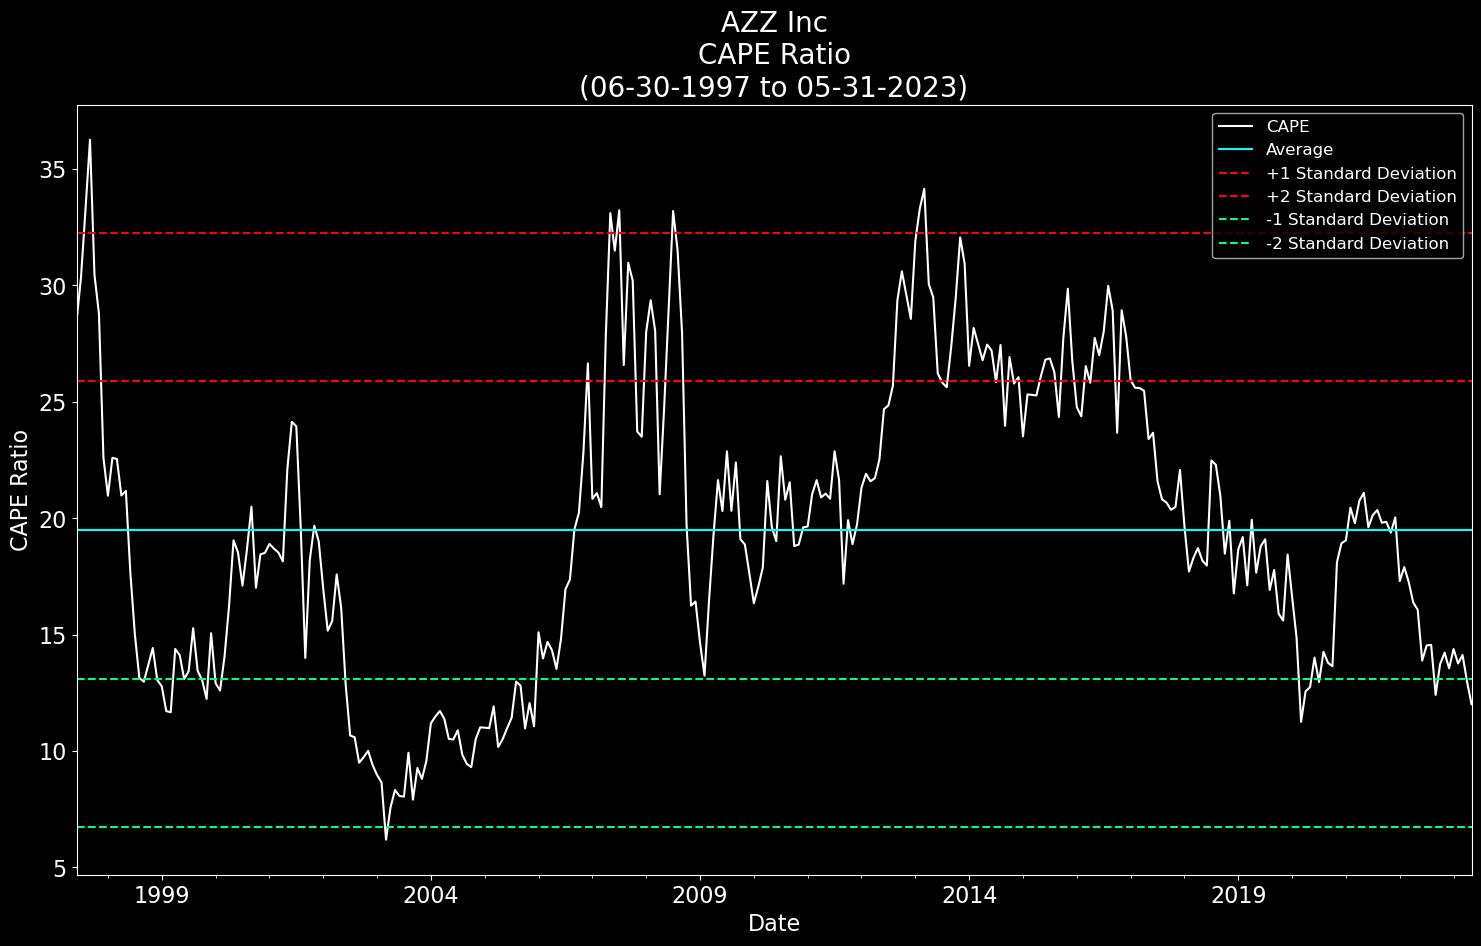 AZZ Inc
CAPE Ratio
(06-30-1997 to 05-31-2023)
CAPE
Average
+1 Standard Deviation
+2 Standard Deviation
-1 Standard Deviation
-2 Standard Deviation
CAPE Ratio
35
30
25
20
15
10
5
1999 2004 2009 2014 2019
Date